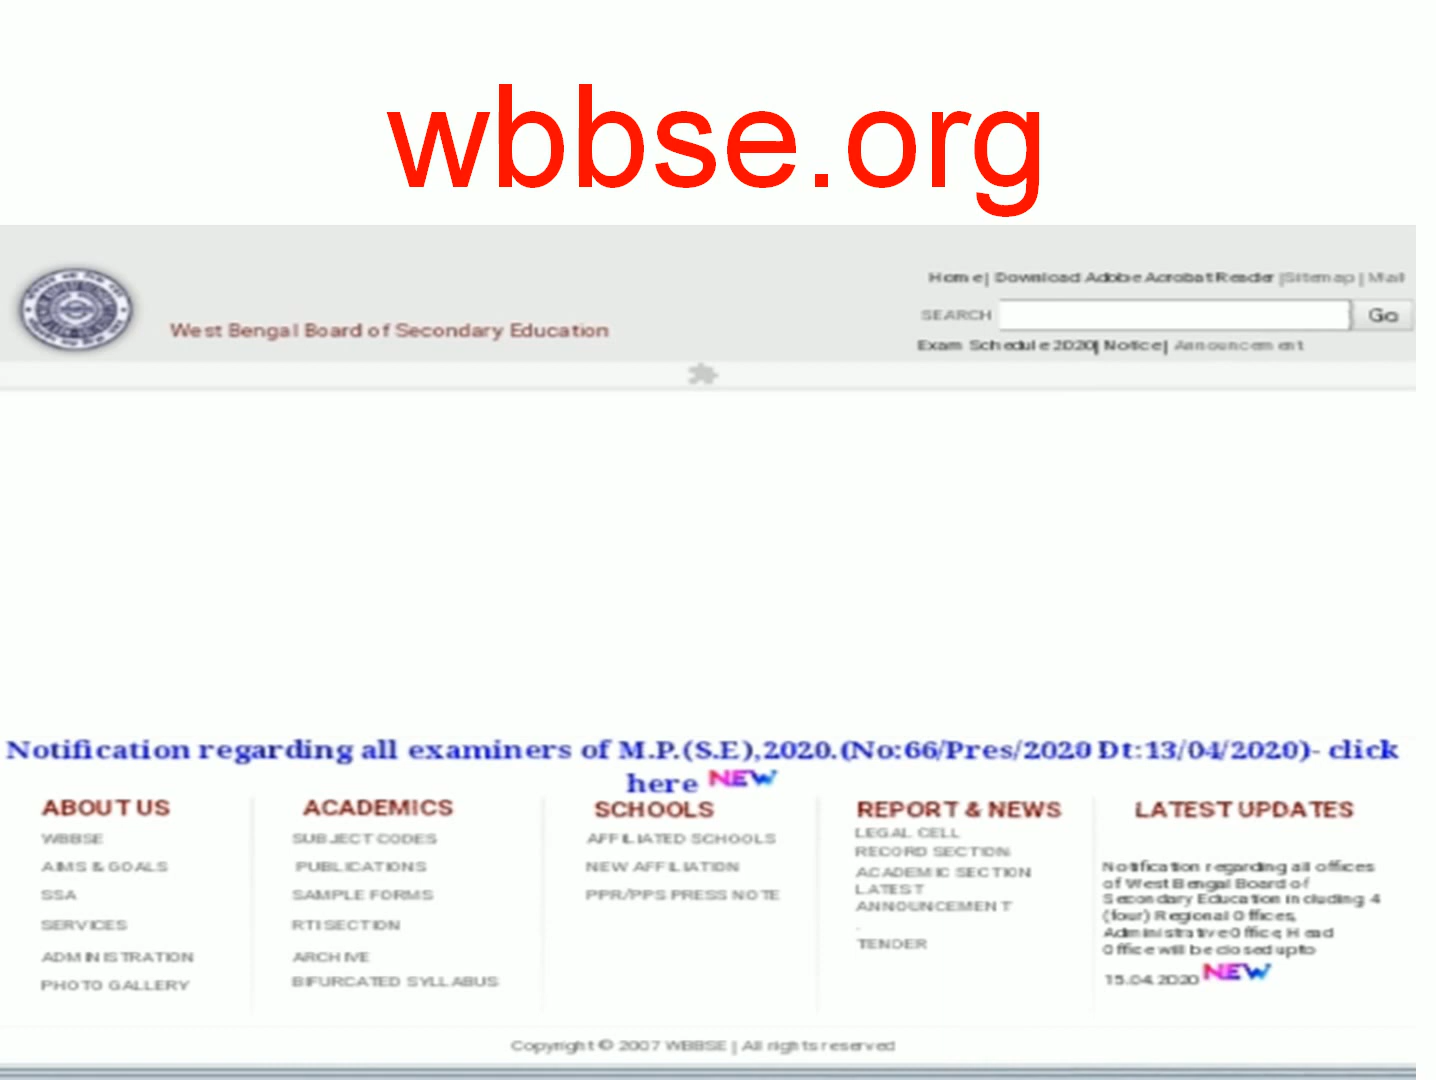 wbbse.org
Home| Download Adobe Acrobat Reader |Sitemap | Mail
SEARCH Go
West Bengal Board of Secondary Education
Exam Schedule 2020| Notice| Announcement
Notification regarding all examiners of M.P.(S.E),2020.(No:66/Pres/2020 Dt:13/04/2020)- click
here NEW
ABOUT US
WBBSE
AIMS & GOALS
SSA
SERVICES
ADMINISTRATION
PHOTO GALLERY
ACADEMICS
SUBJECT CODES
PUBLICATIONS
SAMPLE FORMS
RTI SECTION
ARCHIVE
BIFURCATED SYLLABUS
SCHOOLS
AFFILIATED SCHOOLS
NEW AFFILIATION
PPR/PPS PRESS NOTE
REPORT & NEWS
LEGAL CELL
RECORD SECTION
ACADEMIC SECTION
LATEST
ANNOUNCEMENT
.
TENDER
LATEST UPDATES
Notification regarding all offices
of West Bengal Board of
Secondary Education including 4
(four) Regional Offices,
Administrative Office, Head
Office will be closed upto
15.04.2020 NEW
Copyright © 2007 WBBSE | All rights reserved